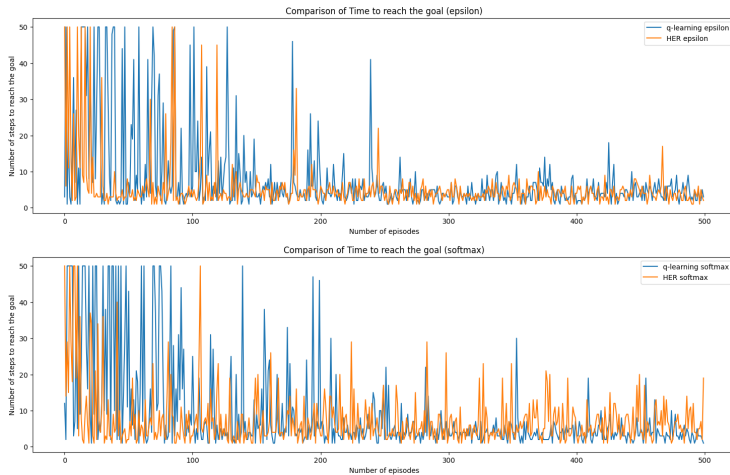 Comparison of Time to reach the goal (epsilon)
50
40
30
20
10
0
Number of steps to reach the goal
q-learning epsilon
HER epsilon
0 100 200 300 400 500
Number of episodes
Comparison of Time to reach the goal (softmax)
50
40
30
20
10
0
Number of steps to reach the goal
q-learning softmax
HER softmax
0 100 200 300 400 500
Number of episodes